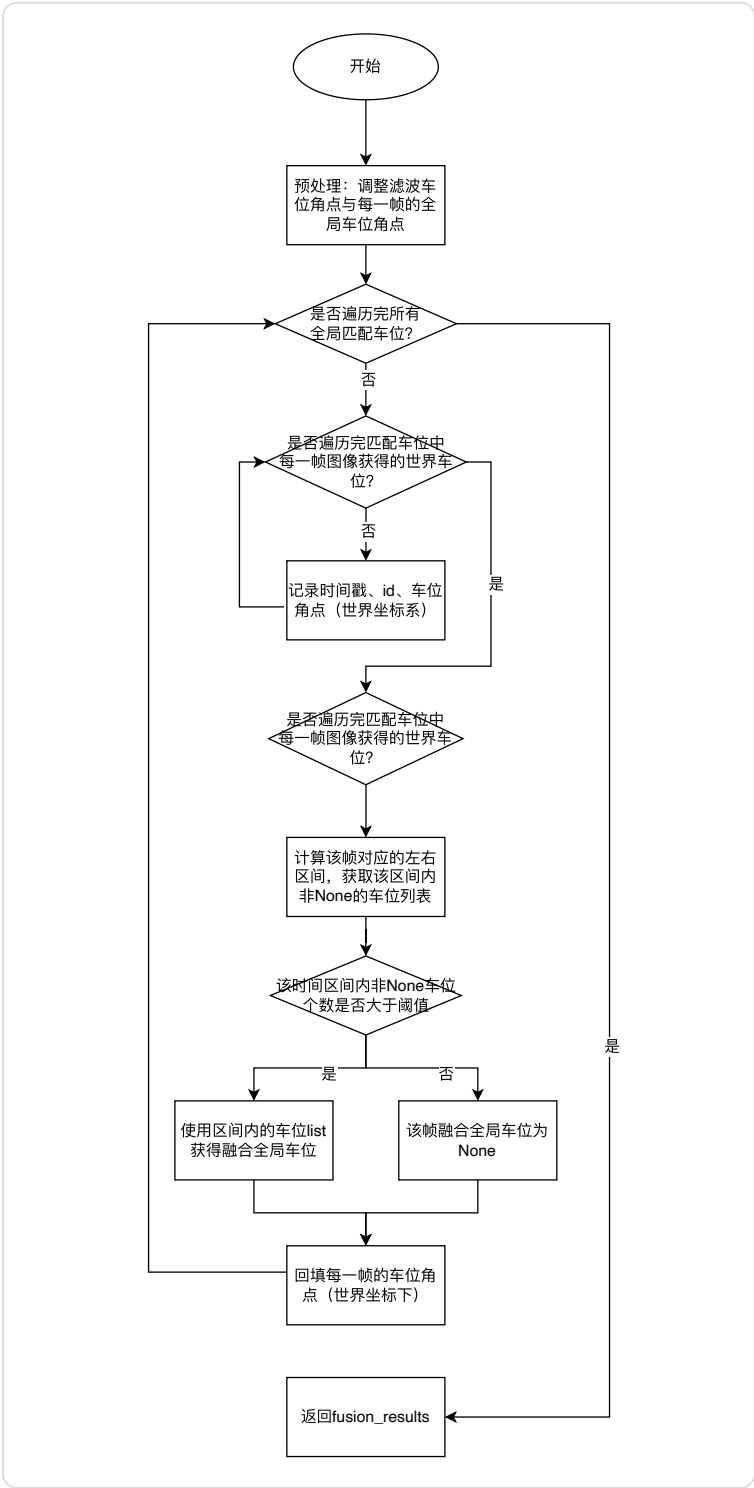 开始
预处理：调整滤波车
位角点与每一帧的全
局车位角点
是否遍历完所有
全局匹配车位?
否
是否遍历完匹配车位中
每一帧图像获得的世界车
位?
否
记录时间戳、id、车位
角点（世界坐标系）
是
是否遍历完匹配车位中
每一帧图像获得的世界车
位?
计算该帧对应的左右
区间，获取该区间内
非None的车位列表
该时间区间内非None车位
个数是否大于阈值
是
是
否
使用区间内的车位list
获得融合全局车位
该帧融合全局车位为
None
回填每一帧的车位角
点（世界坐标下）
返回fusion_results